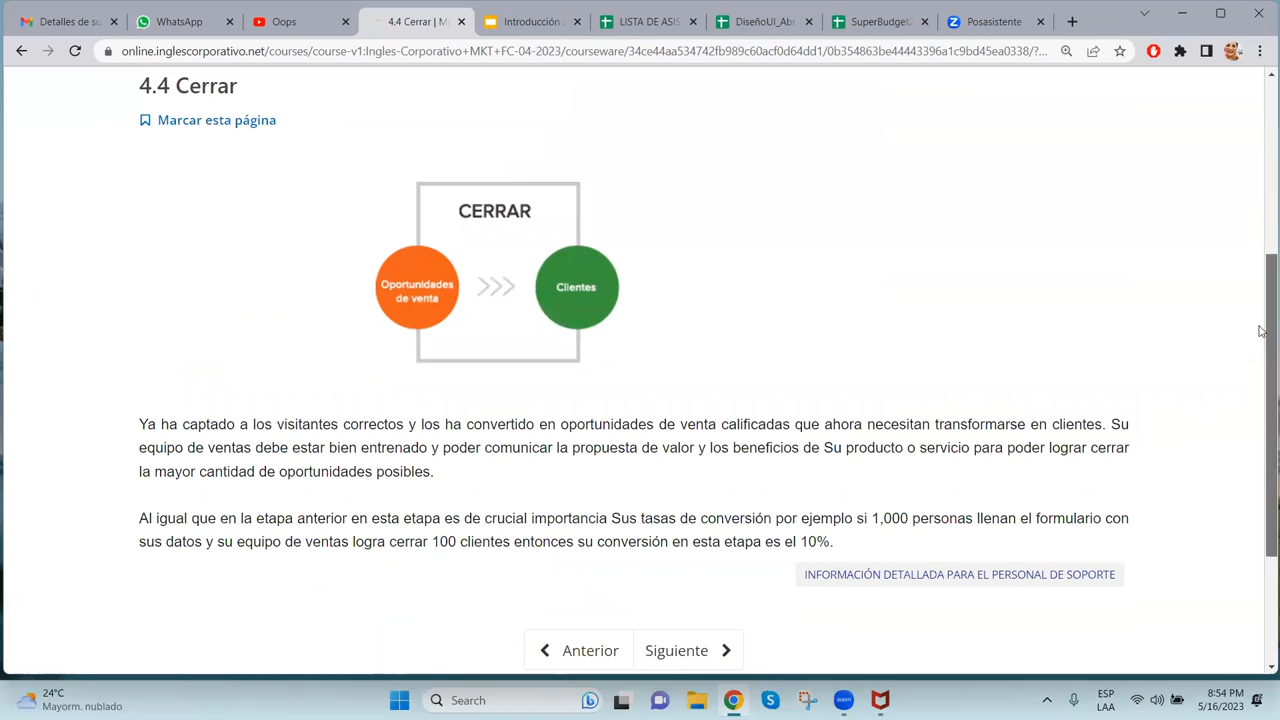 Detalles de su
WhatsApp
Oops
4.4 Cerrar | M
Introducción
LISTA DE ASIS
DiseñoUI_Ab
SuperBudget
Posasistente
online.inglescorporativo.net/courses/course-v1:Ingles-Corporativo+MKT+FC-04-2023/courseware/34ce44aa534742fb989c60acf0d64dd1/0b354863be44443396a1c9bd45ea0338/?...
4.4 Cerrar
Marcar esta página
CERRAR
Oportunidades
de venta
Clientes
Ya ha captado a los visitantes correctos y los ha convertido en oportunidades de venta calificadas que ahora necesitan transformarse en clientes. Su
equipo de ventas debe estar bien entrenado y poder comunicar la propuesta de valor y los beneficios de Su producto o servicio para poder lograr cerrar
la mayor cantidad de oportunidades posibles.
Al igual que en la etapa anterior en esta etapa es de crucial importancia Sus tasas de conversión por ejemplo si 1,000 personas llenan el formulario con
sus datos y su equipo de ventas logra cerrar 100 clientes entonces su conversión en esta etapa es el 10%.
INFORMACIÓN DETALLADA PARA EL PERSONAL DE SOPORTE
Anterior
Siguiente
24°C
Mayorm. nublado
Search
zoom
ESP
LAA
8:54 PM
5/16/2023